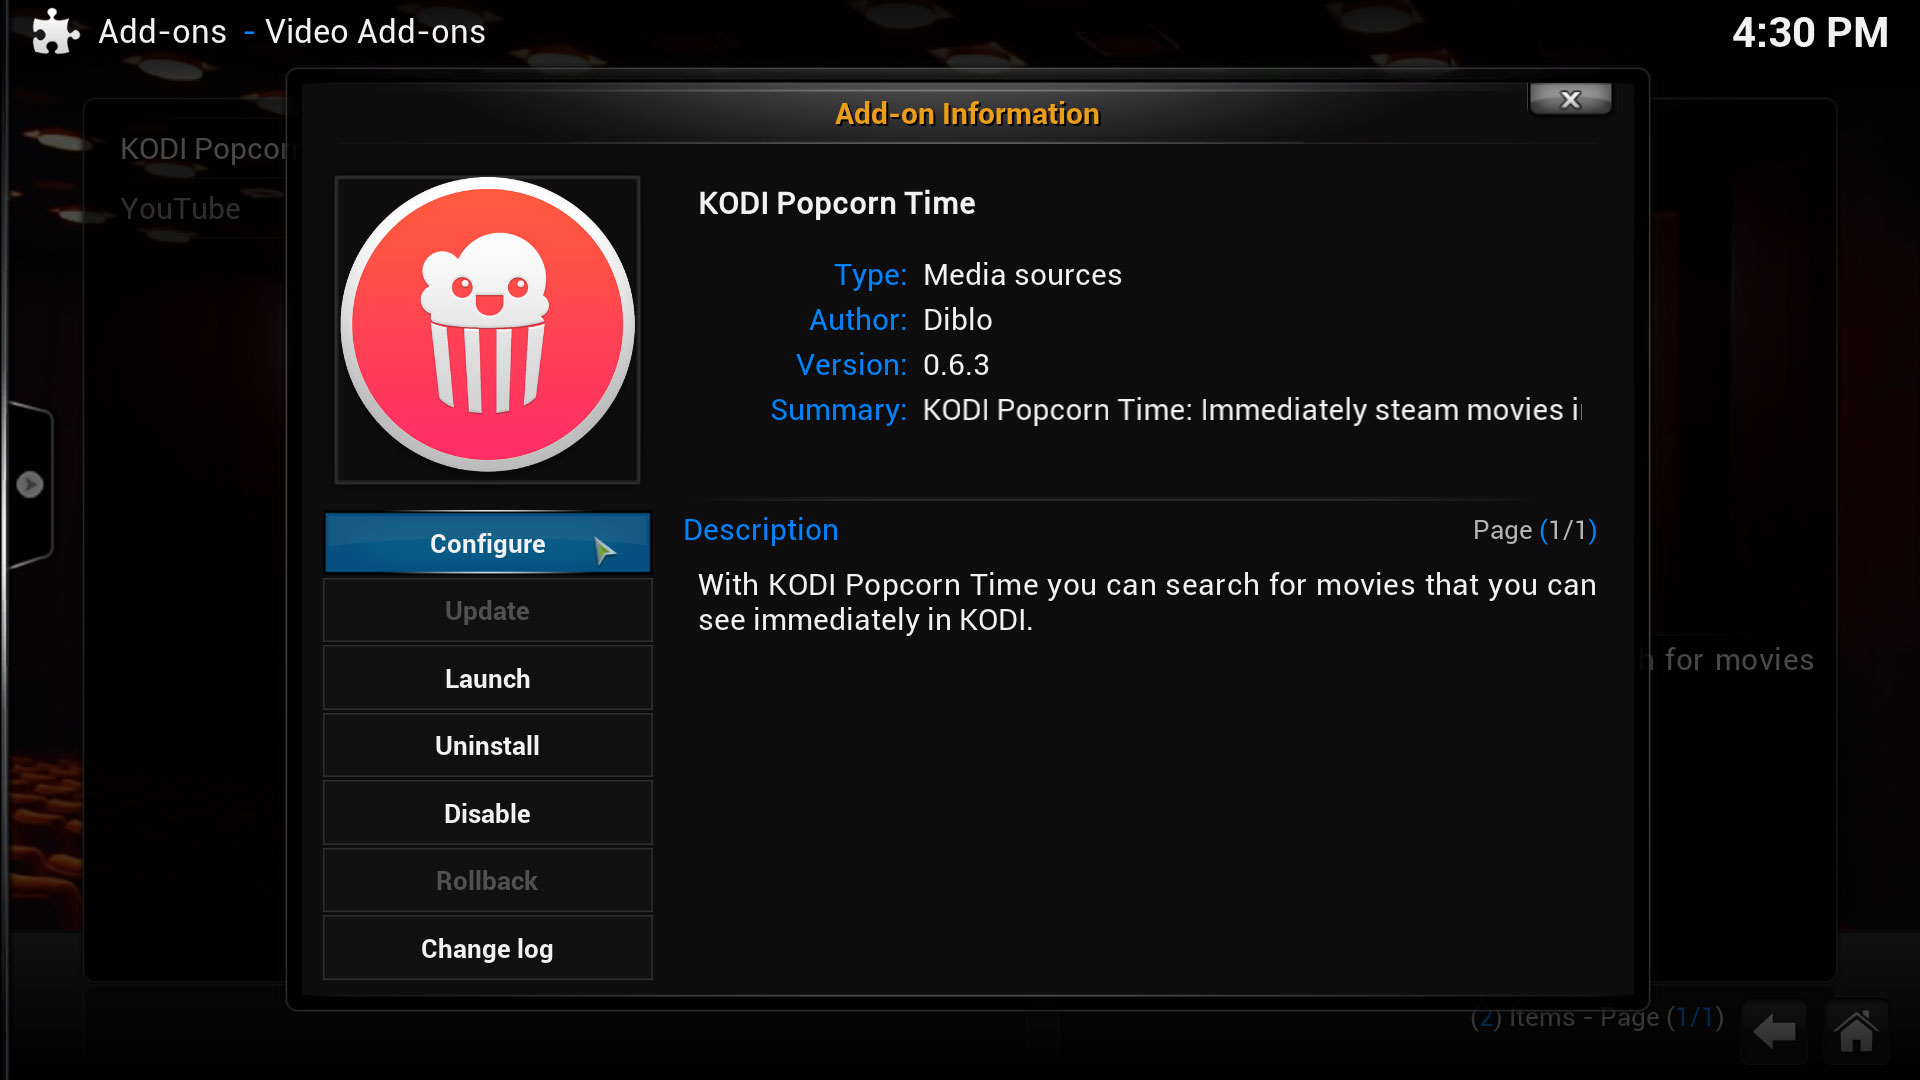 Add-ons - Video Add-ons
4:30 PM
Add-on Information
x
KODI Popcorn
YouTube
KODI Popcorn Time
Type: Media sources
Author: Diblo
Version: 0.6.3
Summary: KODI Popcorn Time: Immediately steam movies i
Configure
Update
Launch
Uninstall
Disable
Rollback
Change log
Description
Page (1/1)
With KODI Popcorn Time you can search for movies that you can
see immediately in KODI.
h for movies
(2) Items - Page (1/1)